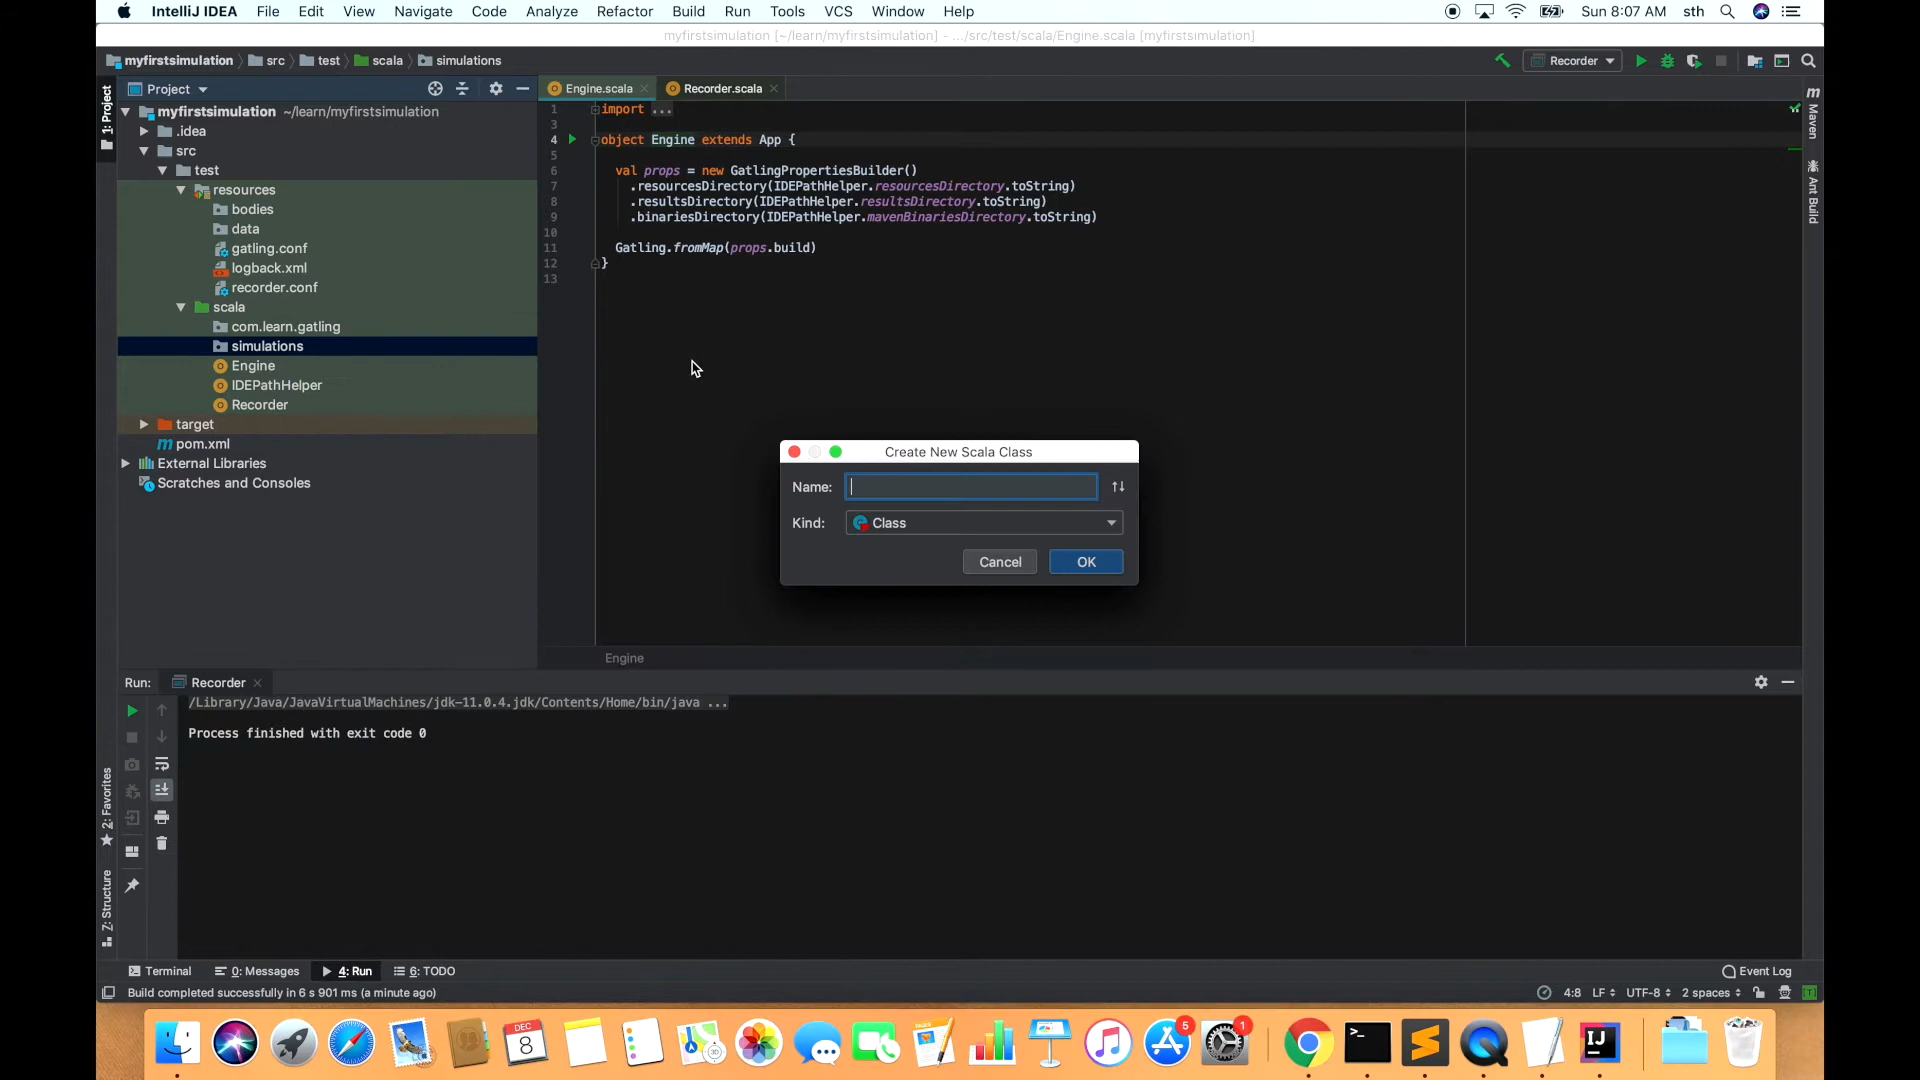 IntelliJ IDEA File Edit View Navigate Code Analyze Refactor Build Run Tools VCS Window Help Sun 8:07 AM sth
myfirstsimulation [~/learn/myfirstsimulation] - .../src/test/scala/Engine.scala [myfirstsimulation]
myfirstsimulation src test scala simulations Recorder
Project Engine.scala Recorder.scala
1: Project
myfirstsimulation ~/learn/myfirstsimulation
.idea
src
test
resources
bodies
data
gatling.conf
logback.xml
recorder.conf
scala
com.learn.gatling
simulations
Engine
IDEPathHelper
Recorder
target
pom.xml
External Libraries
Scratches and Consoles
1 import ...
3
4 object Engine extends App {
5
6 val props = new GatlingPropertiesBuilder()
7 .resourcesDirectory(IDEPathHelper.resourcesDirectory.toString)
8 .resultsDirectory(IDEPathHelper.resultsDirectory.toString)
9 .binariesDirectory(IDEPathHelper.mavenBinariesDirectory.toString)
10
11 Gatling.fromMap(props.build)
12 }
13
Maven
Ant Build
Create New Scala Class
Name:
Kind: Class
Cancel OK
Engine
Run: Recorder
/Library/Java/JavaVirtualMachines/jdk-11.0.4.jdk/Contents/Home/bin/java ...
Process finished with exit code 0
2: Favorites
Z: Structure
Terminal 0: Messages 4: Run 6: TODO Event Log
Build completed successfully in 6 s 901 ms (a minute ago) 4:8 LF UTF-8 2 spaces [T]
DEC
8
5
1
IJ